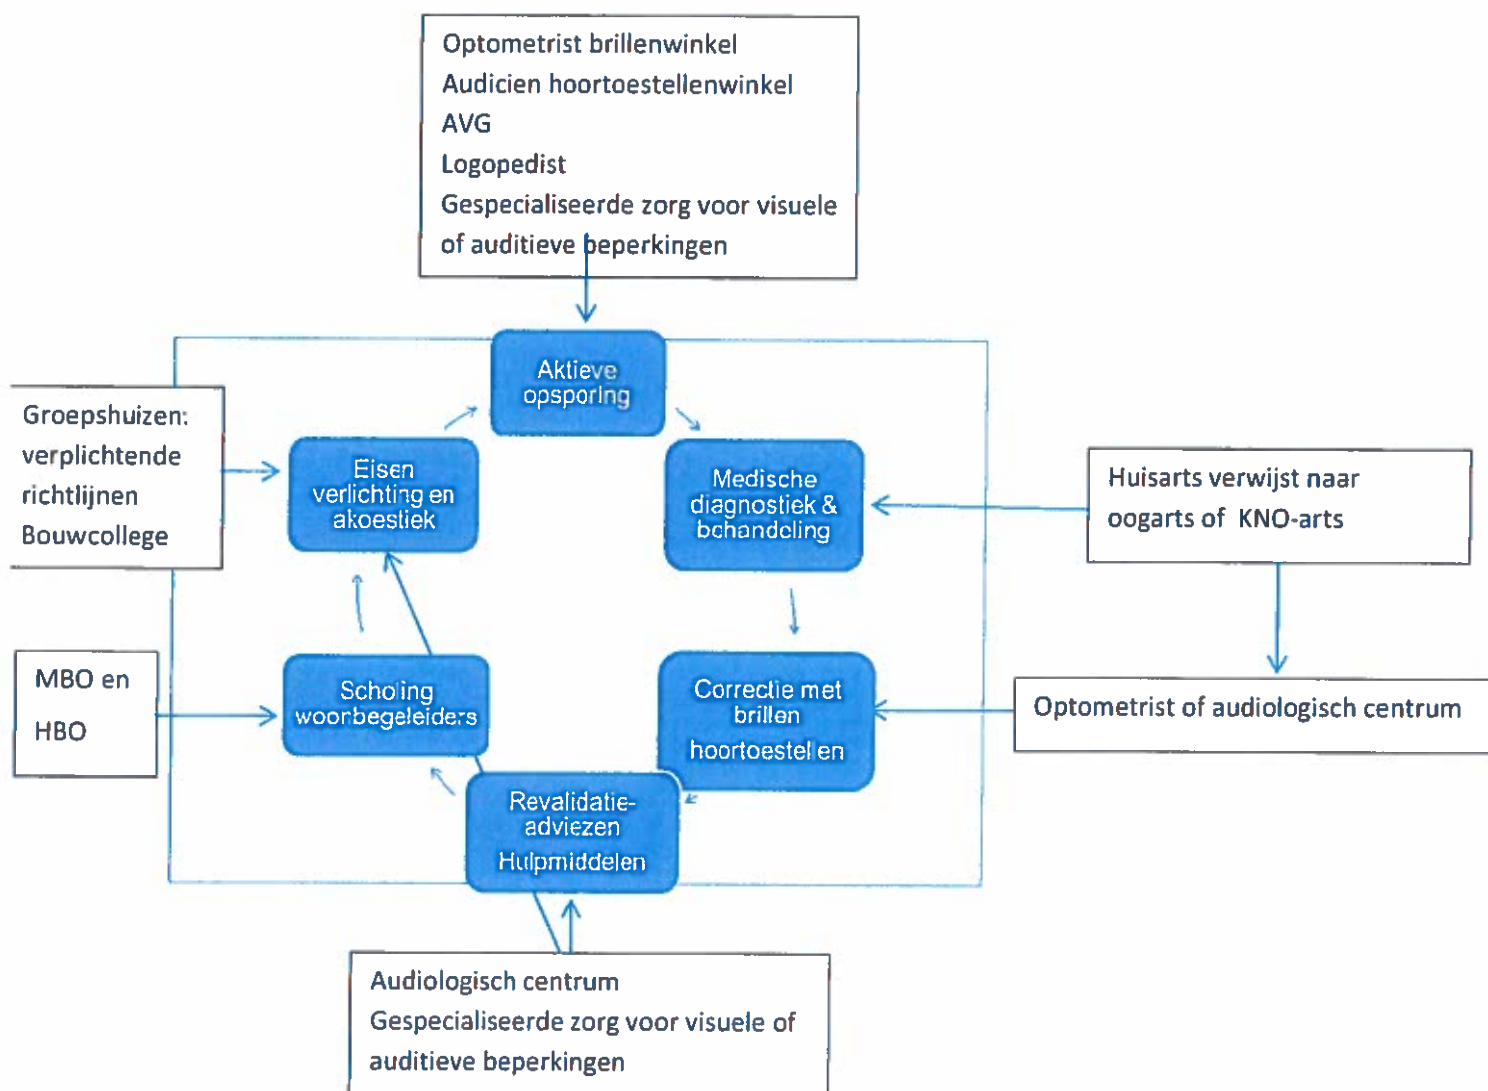 Optometrist brillenwinkel
Audicien hoortoestellenwinkel
AVG
Logopedist
Gespecialiseerde zorg voor visuele
of auditieve beperkingen
Aktieve
opsporing
Groepshuizen:
verplichtende
richtlijnen
Bouwcollege
Eisen
verlichting en
akoestiek
Medische
diagnostiek &
behandeling
Huisarts verwijst naar
oogarts of KNO-arts
MBO en
HBO
Scholing
woonbegeleiders
Correctie met
brillen
hoortoestellen
Optometrist of audiologisch centrum
Revalidatie-
adviezen
Hulpmiddelen
Audiologisch centrum
Gespecialiseerde zorg voor visuele of
auditieve beperkingen